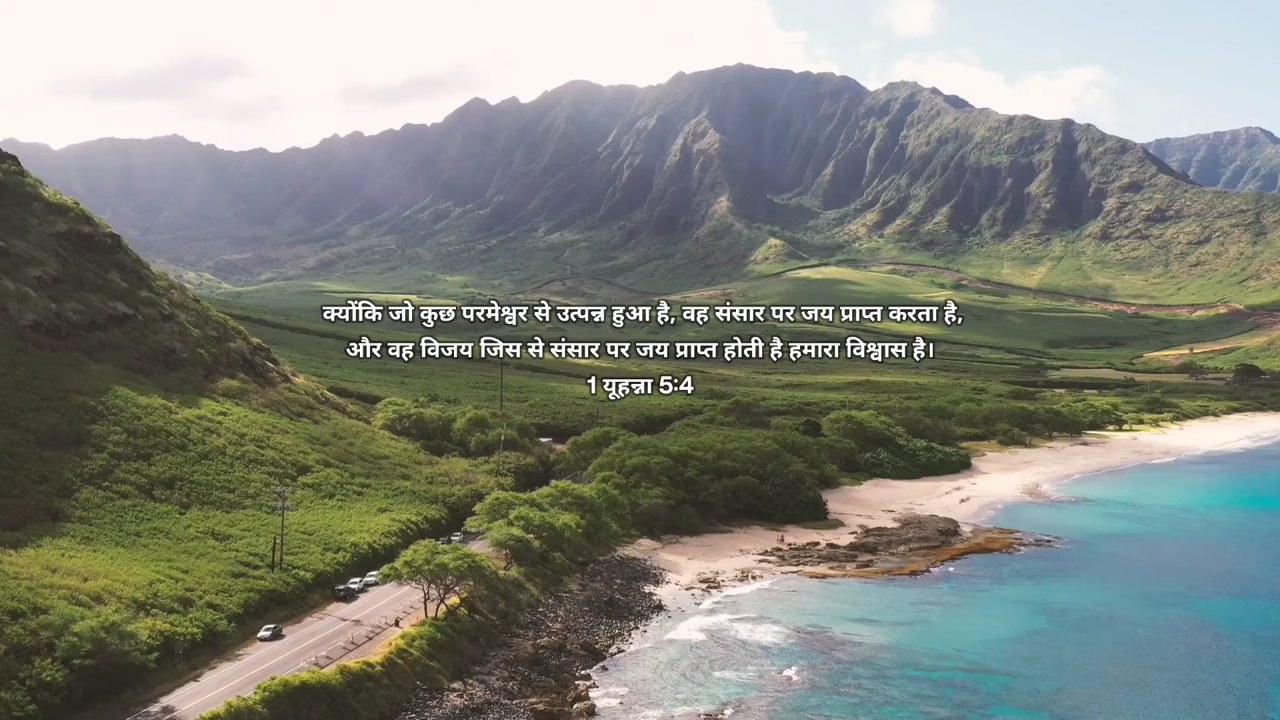 क्योंकि जो कुछ परमेश्वर से उत्पन्न हुआ है, वह संसार पर जय प्राप्त करता है,
और वह विजय जिस से संसार पर जय प्राप्त होती है हमारा विश्वास है।
1 यूहन्ना 5:4